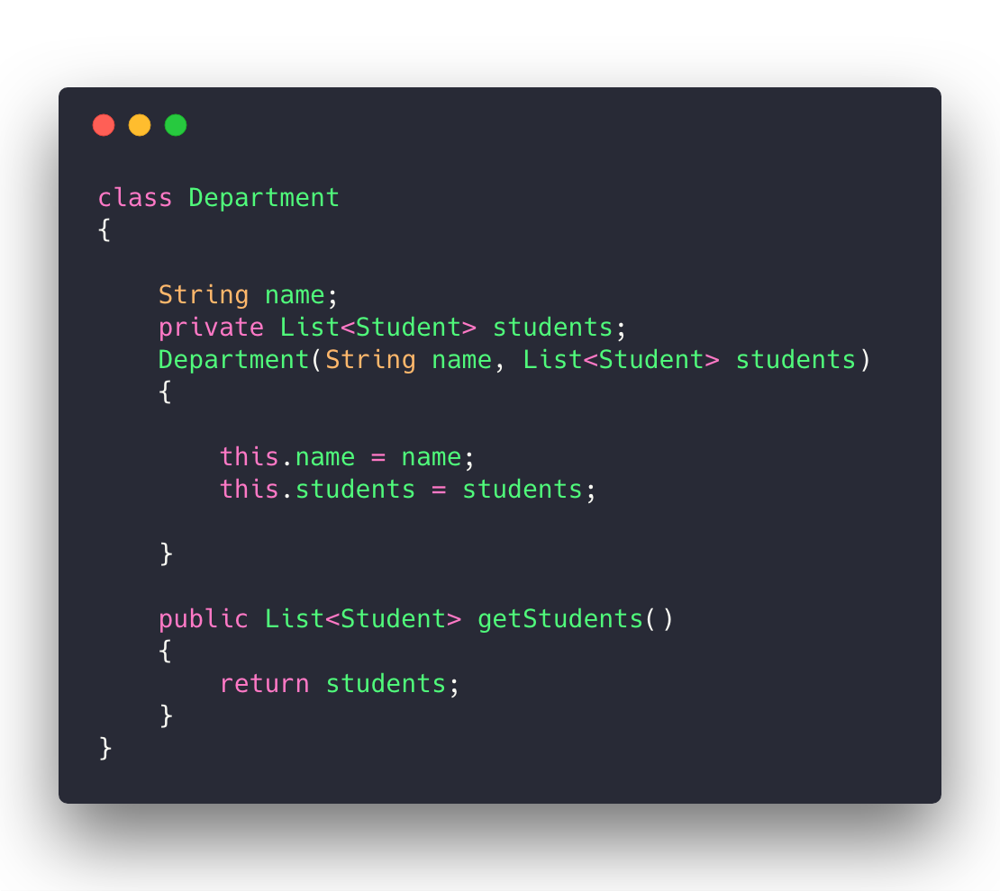 class Department
{
    String name;
    private List<Student> students;
    Department(String name, List<Student> students)
    {
        this.name = name;
        this.students = students;
    }
    public List<Student> getStudents()
    {
        return students;
    }
}